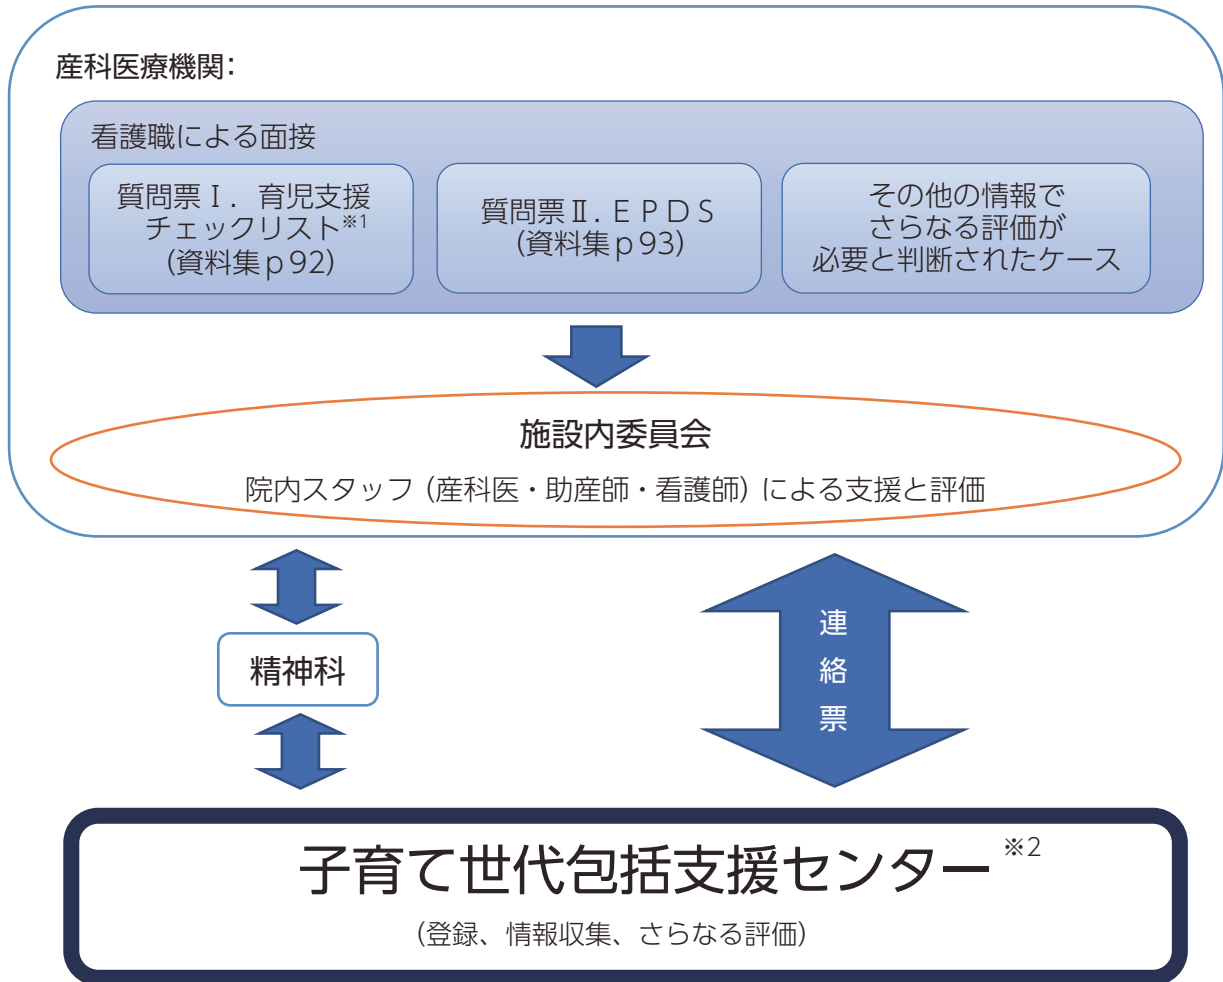 産科医療機関：
看護職による面接
質問票Ⅰ．育児支援
チェックリスト※1
（資料集ｐ92）
質問票Ⅱ．ＥＰＤＳ
（資料集ｐ93）
その他の情報で
さらなる評価が
必要と判断されたケース
施設内委員会
院内スタッフ（産科医・助産師・看護師）による支援と評価
精神科
連
絡
票
子育て世代包括支援センター※2
（登録、情報収集、さらなる評価）